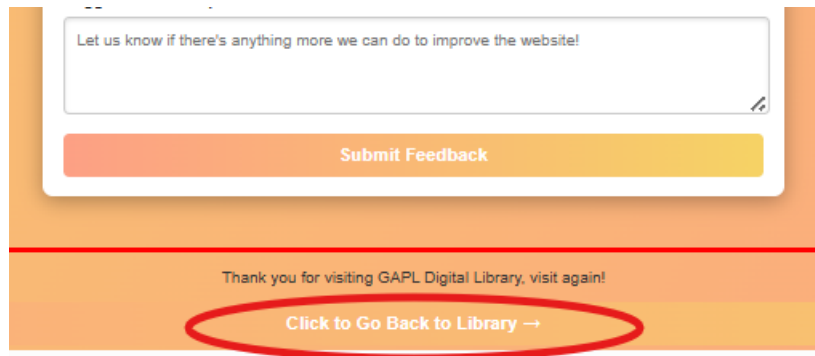 Let us know if there's anything more we can do to improve the website!
Submit Feedback
Thank you for visiting GAPL Digital Library, visit again!
Click to Go Back to Library →